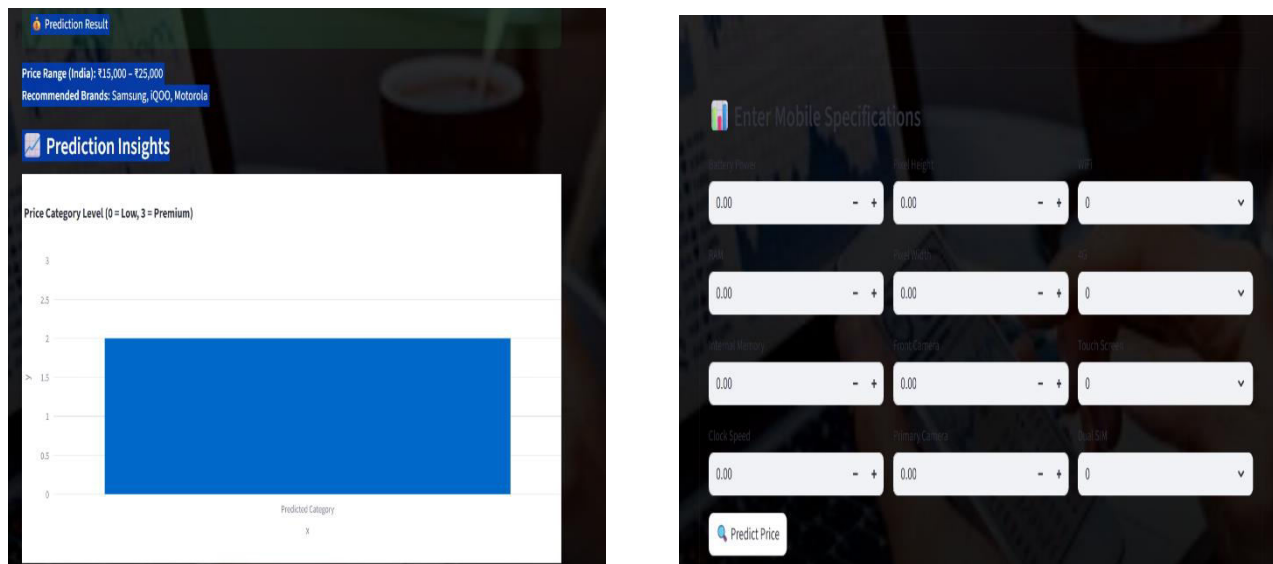 💰 Prediction Result
Price Range (India): ₹15,000 – ₹25,000
Recommended Brands: Samsung, iQOO, Motorola
📈 Prediction Insights
Price Category Level (0 = Low, 3 = Premium)
3
2.5
2
1.5
1
0.5
0
y
Predicted Category
x
📊 Enter Mobile Specifications
Battery Power Pixel Height WiFi
0.00 - + 0.00 - + 0
RAM Pixel Width 4G
0.00 - + 0.00 - + 0
Internal Memory Front Camera Touch Screen
0.00 - + 0.00 - + 0
Clock Speed Primary Camera Dual SIM
0.00 - + 0.00 - + 0
🔍 Predict Price